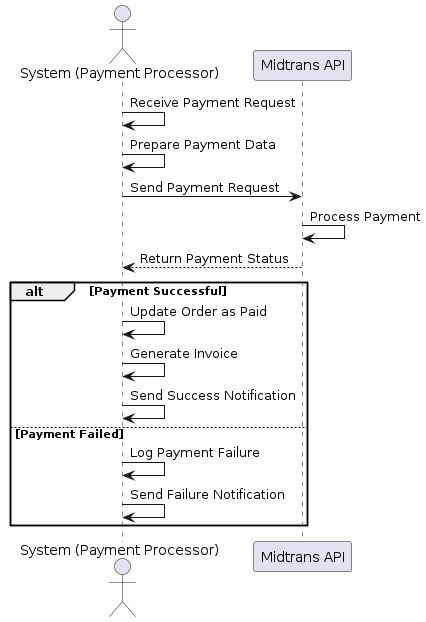 System (Payment Processor)
Midtrans API
Receive Payment Request
Prepare Payment Data
Send Payment Request
Process Payment
Return Payment Status
alt [Payment Successful]
Update Order as Paid
Generate Invoice
Send Success Notification
[Payment Failed]
Log Payment Failure
Send Failure Notification
System (Payment Processor)
Midtrans API